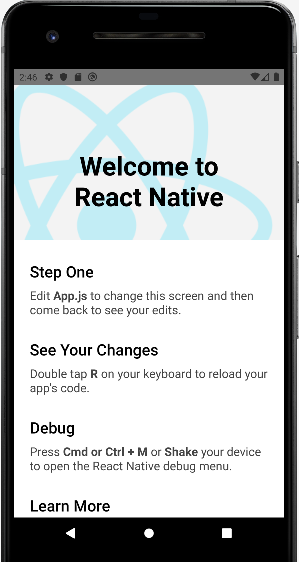 2:46
Welcome to
React Native
Step One
Edit App.js to change this screen and then
come back to see your edits.
See Your Changes
Double tap R on your keyboard to reload your
app's code.
Debug
Press Cmd or Ctrl + M or Shake your device
to open the React Native debug menu.
Learn More